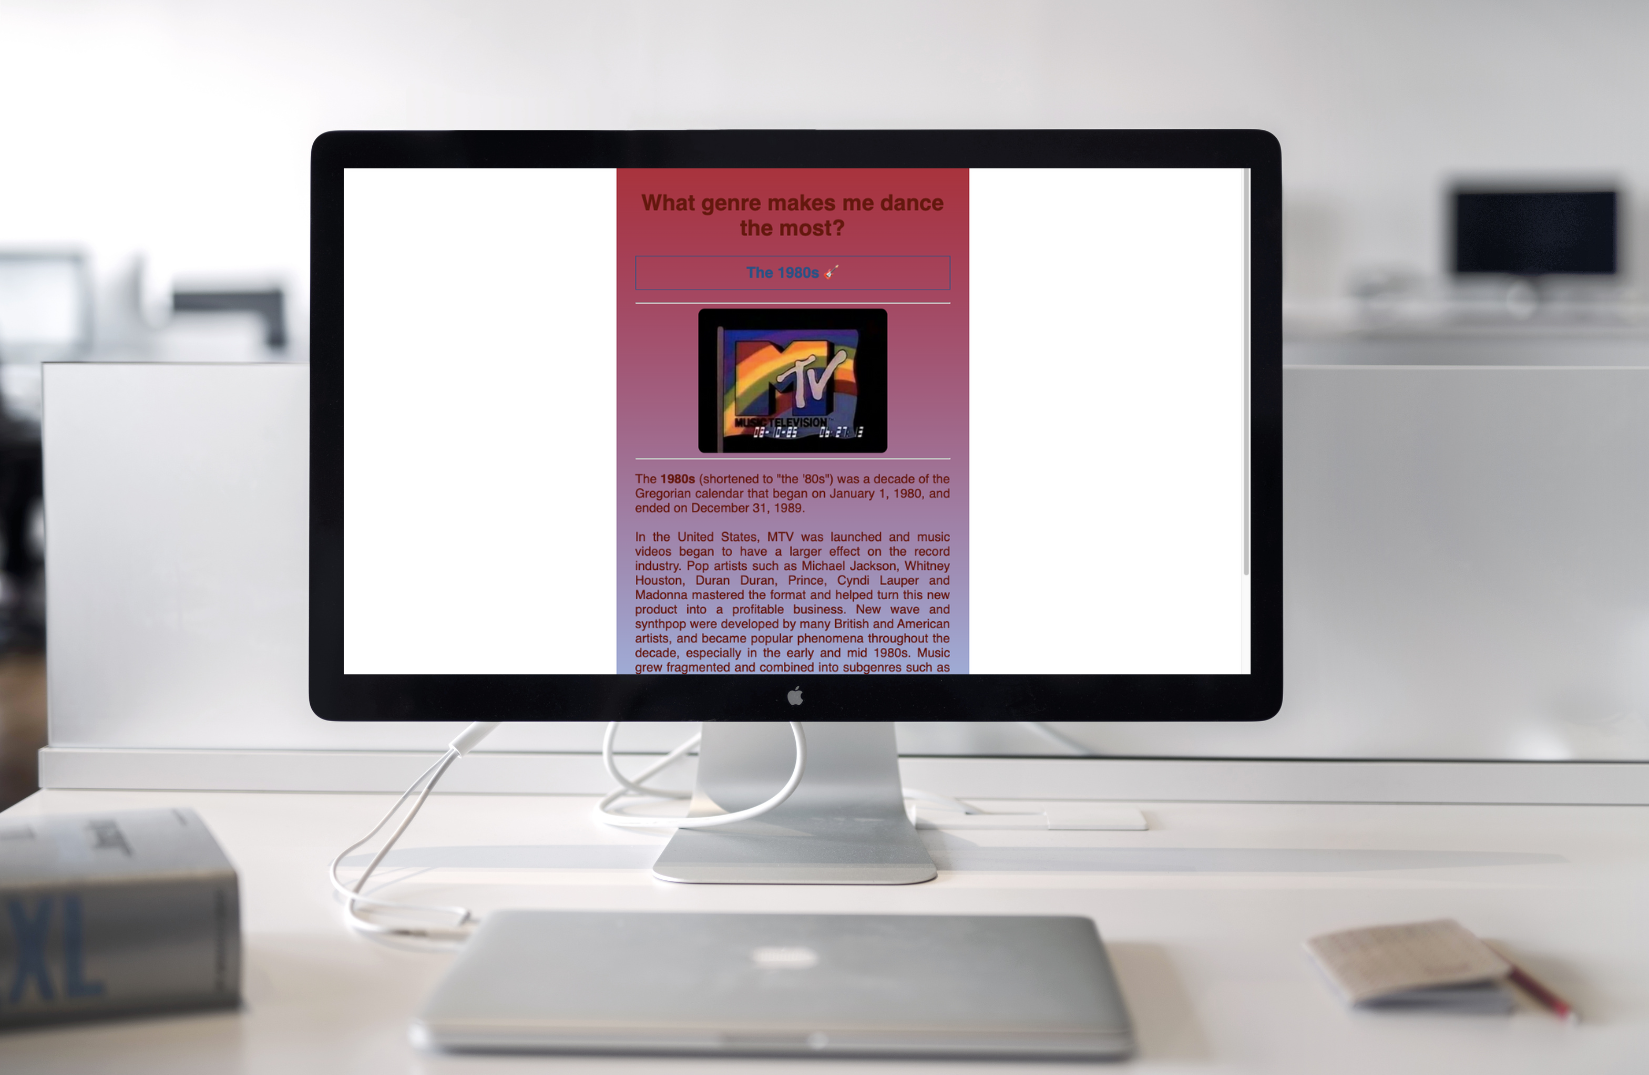 What genre makes me dance
the most?
The 1980s 🎸
MTV
MUSIC TELEVISION
The 1980s (shortened to "the '80s") was a decade of the
Gregorian calendar that began on January 1, 1980, and
ended on December 31, 1989.
In the United States, MTV was launched and music
videos began to have a larger effect on the record
industry. Pop artists such as Michael Jackson, Whitney
Houston, Duran Duran, Prince, Cyndi Lauper and
Madonna mastered the format and helped turn this new
product into a profitable business. New wave and
synthpop were developed by many British and American
artists, and became popular phenomena throughout the
decade, especially in the early and mid 1980s. Music
grew fragmented and combined into subgenres such as
XL